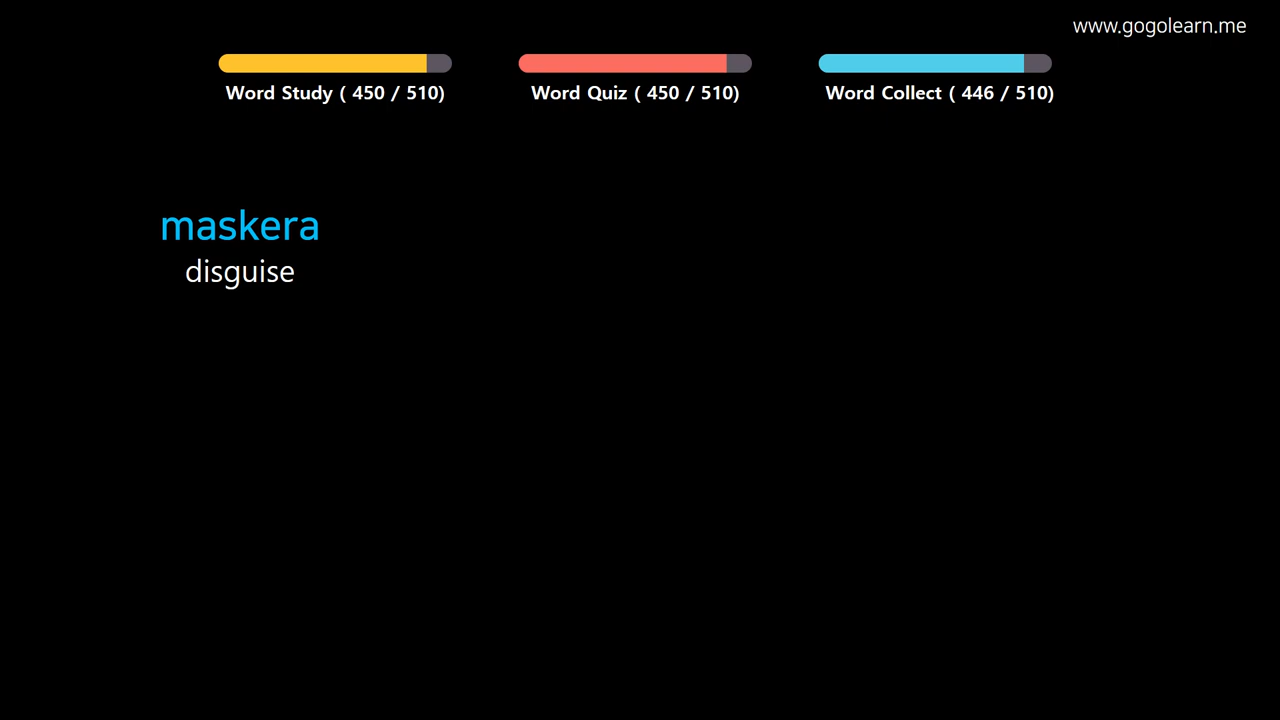 www.gogolearn.me
Word Study ( 450 / 510)
Word Quiz ( 450 / 510)
Word Collect ( 446 / 510)
maskera
disguise